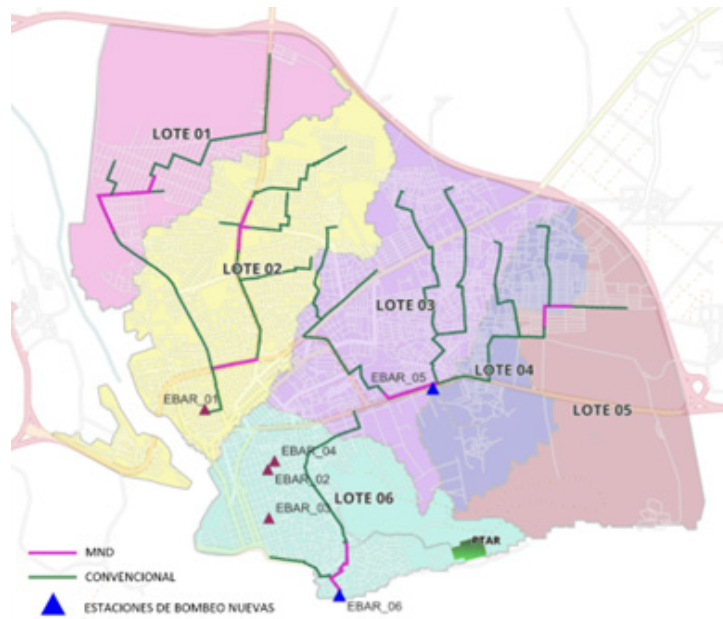 LOTE 01
LOTE 02
LOTE 03
EBAR_05
LOTE 04
EBAR_01
LOTE 05
EBAR_04
EBAR_02
LOTE 06
EBAR_03
PTAR
MND
CONVENCIONAL
ESTACIONES DE BOMBEO NUEVAS
EBAR_06